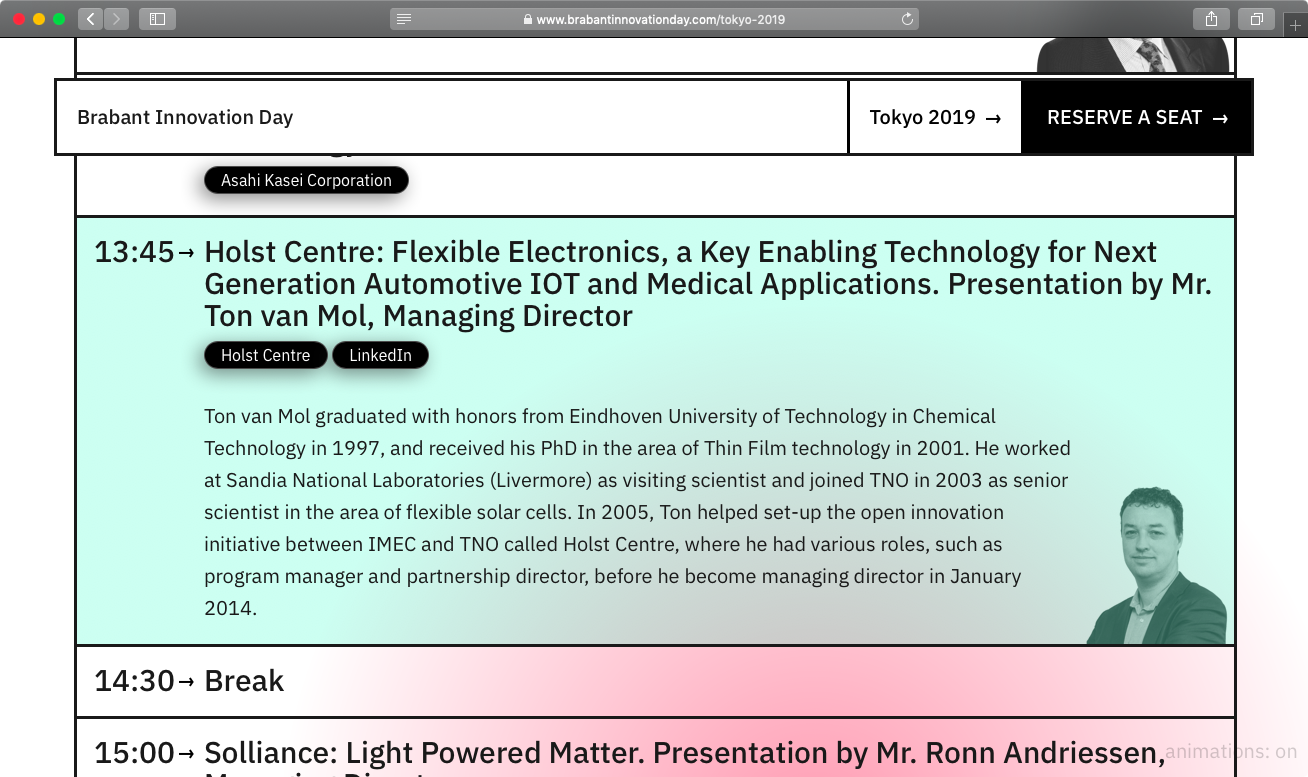 www.brabantinnovationday.com/tokyo-2019
Brabant Innovation Day
Tokyo 2019 →
RESERVE A SEAT →
Asahi Kasei Corporation
13:45→ Holst Centre: Flexible Electronics, a Key Enabling Technology for Next
Generation Automotive IOT and Medical Applications. Presentation by Mr.
Ton van Mol, Managing Director
Holst Centre LinkedIn
Ton van Mol graduated with honors from Eindhoven University of Technology in Chemical
Technology in 1997, and received his PhD in the area of Thin Film technology in 2001. He worked
at Sandia National Laboratories (Livermore) as visiting scientist and joined TNO in 2003 as senior
scientist in the area of flexible solar cells. In 2005, Ton helped set-up the open innovation
initiative between IMEC and TNO called Holst Centre, where he had various roles, such as
program manager and partnership director, before he become managing director in January
2014.
14:30→ Break
15:00→ Solliance: Light Powered Matter. Presentation by Mr. Ronn Andriessen,
animations: on